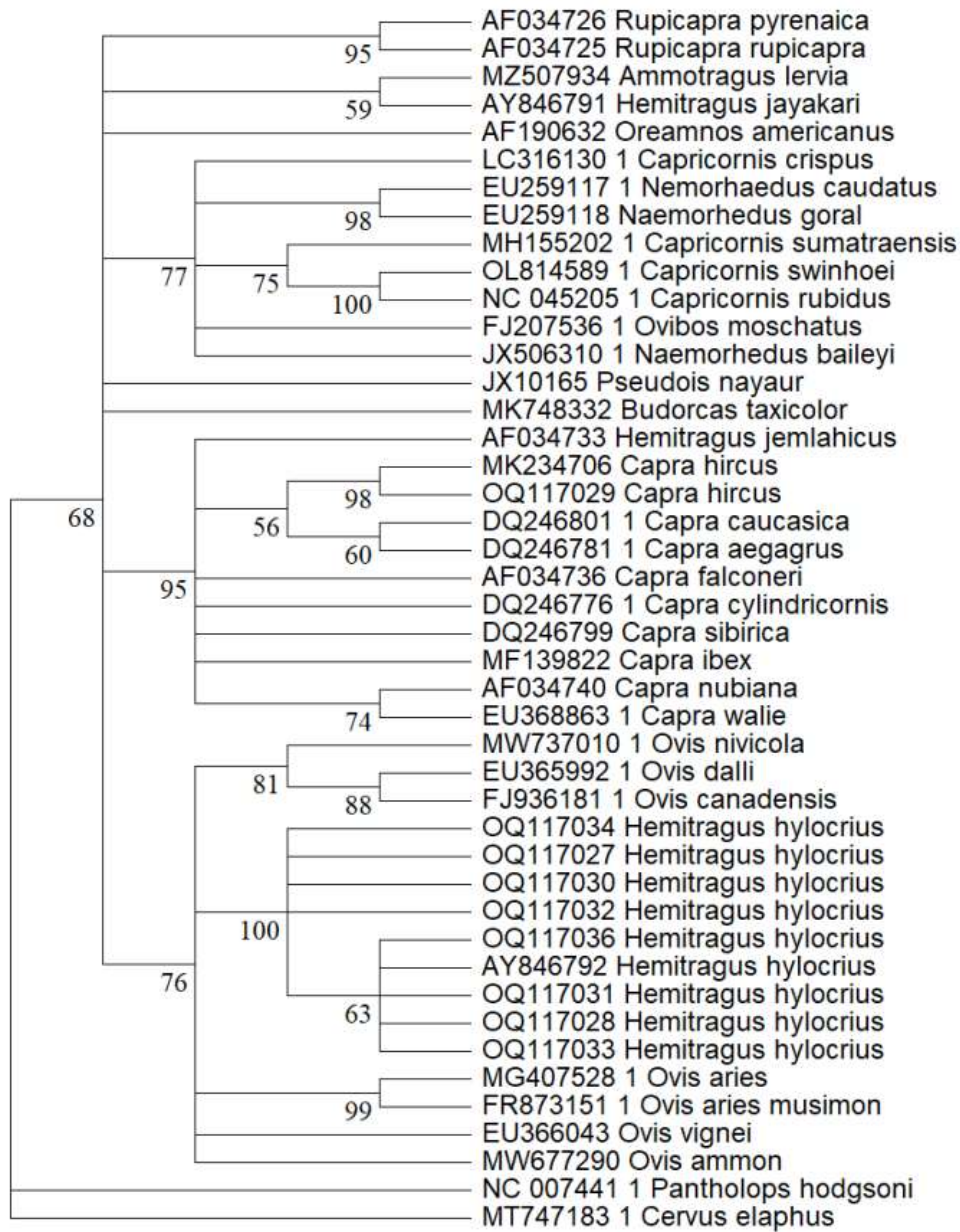 AF034726 Rupicapra pyrenaica
95
AF034725 Rupicapra rupicapra
MZ507934 Ammotragus lervia
59
AY846791 Hemitragus jayakari
AF190632 Oreamnos americanus
LC316130 1 Capricornis crispus
EU259117 1 Nemorhaedus caudatus
98
EU259118 Naemorhedus goral
MH155202 1 Capricornis sumatraensis
77
75
OL814589 1 Capricornis swinhoei
100
NC 045205 1 Capricornis rubidus
FJ207536 1 Ovibos moschatus
JX506310 1 Naemorhedus baileyi
JX10165 Pseudois nayaur
MK748332 Budorcas taxicolor
AF034733 Hemitragus jemlahicus
MK234706 Capra hircus
98
OQ117029 Capra hircus
68
56
DQ246801 1 Capra caucasica
60
DQ246781 1 Capra aegagrus
95
AF034736 Capra falconeri
DQ246776 1 Capra cylindricornis
DQ246799 Capra sibirica
MF139822 Capra ibex
AF034740 Capra nubiana
74
EU368863 1 Capra walie
MW737010 1 Ovis nivicola
81
EU365992 1 Ovis dalli
88
FJ936181 1 Ovis canadensis
OQ117034 Hemitragus hylocrius
OQ117027 Hemitragus hylocrius
OQ117030 Hemitragus hylocrius
OQ117032 Hemitragus hylocrius
100
OQ117036 Hemitragus hylocrius
76
AY846792 Hemitragus hylocrius
OQ117031 Hemitragus hylocrius
63
OQ117028 Hemitragus hylocrius
OQ117033 Hemitragus hylocrius
MG407528 1 Ovis aries
99
FR873151 1 Ovis aries musimon
EU366043 Ovis vignei
MW677290 Ovis ammon
NC 007441 1 Pantholops hodgsoni
MT747183 1 Cervus elaphus